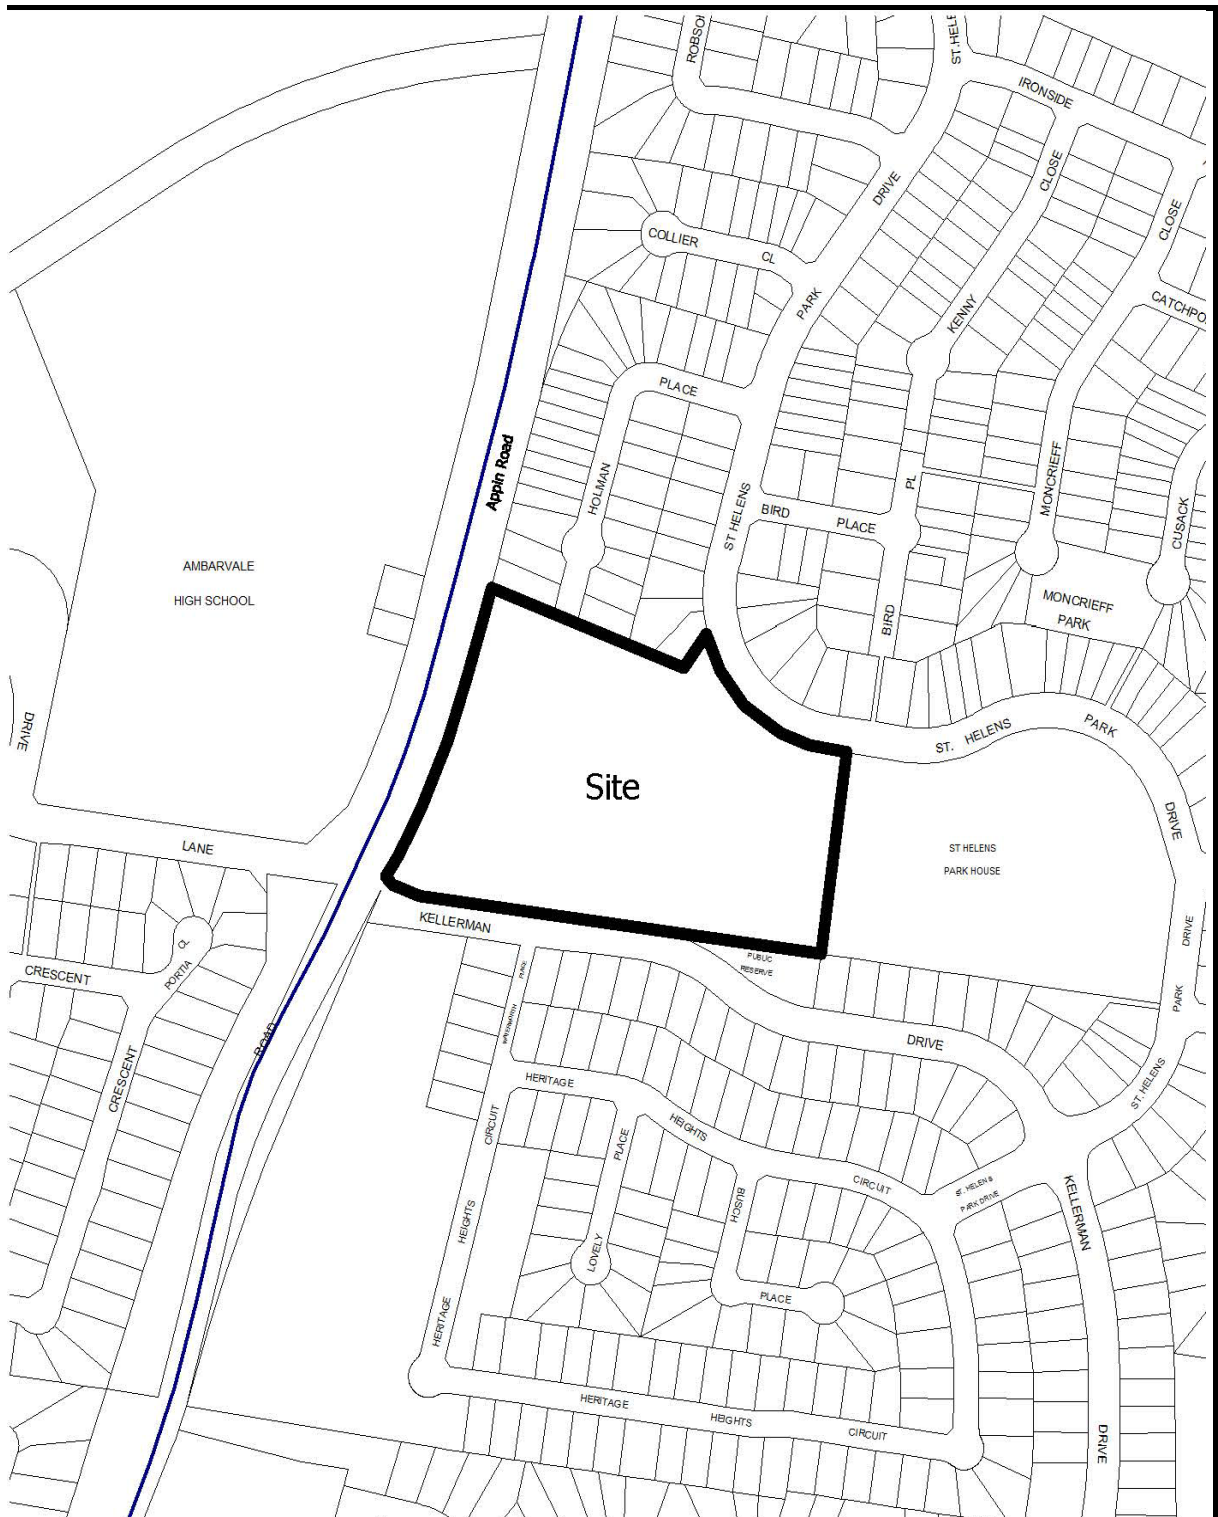 ROBSO
ST. HELE
IRONSIDE
CLOSE
DRIVE
CLOSE
COLLIER
CL
PARK
KENNY
CATCHPO
PLACE
Appin Road
HOLMAN
MONCRIEFF
PL
ST HELENS
BIRD
PLACE
CUSACK
AMBARVALE
HIGH SCHOOL
MONCRIEFF
PARK
BIRD
DRIVE
ST. HELENS
PARK
Site
DRIVE
LANE
ST HELENS
PARK HOUSE
KELLERMAN
DRIVE
CL
PORTIA
CRESCENT
PUBLIC
RESERVE
PLACE
PARK
ROAD
DRIVE
CRESCENT
HERITAGE
ST. HELENS
CIRCUIT
HEIGHTS
PLACE
CIRCUIT
ST. HELENS
PARK DRIVE
BUSCH
KELLERMAN
HEIGHTS
LOVELY
PLACE
HERITAGE
HERITAGE
HEIGHTS
CIRCUIT
DRIVE